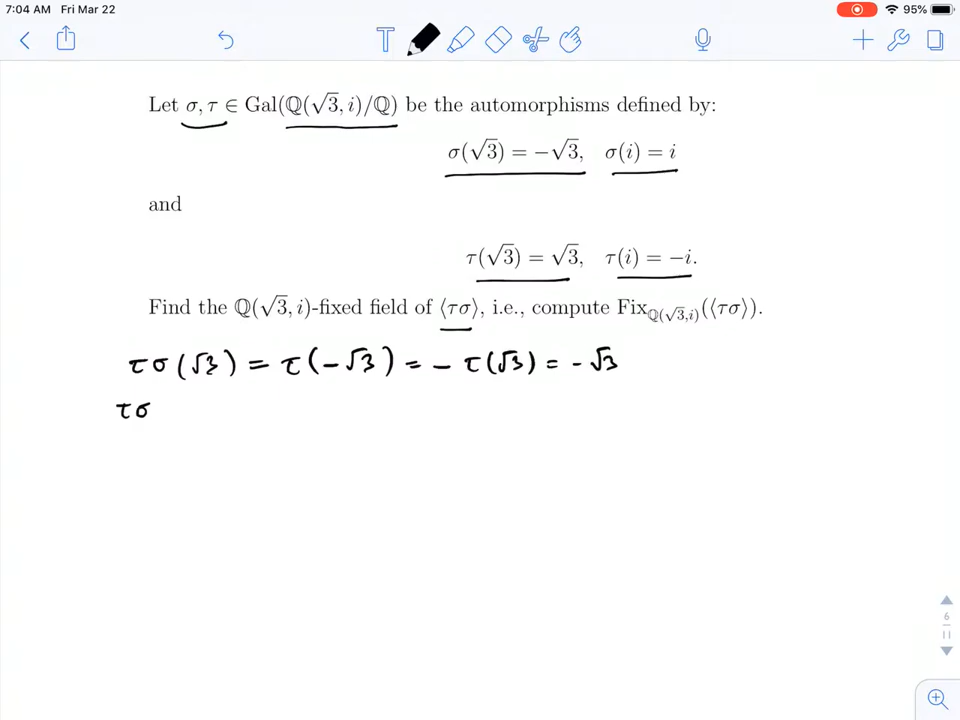 7:04 AM Fri Mar 22 95%
T
Let σ, τ ∈ Gal(ℚ(√3, i)/ℚ) be the automorphisms defined by:
σ(√3) = −√3, σ(i) = i
and
τ(√3) = √3, τ(i) = −i.
Find the ℚ(√3, i)-fixed field of ⟨τσ⟩, i.e., compute Fix_{ℚ(√3,i)}(⟨τσ⟩).
τσ(√3) = τ(−√3) = − τ(√3) = −√3
τσ
6
11